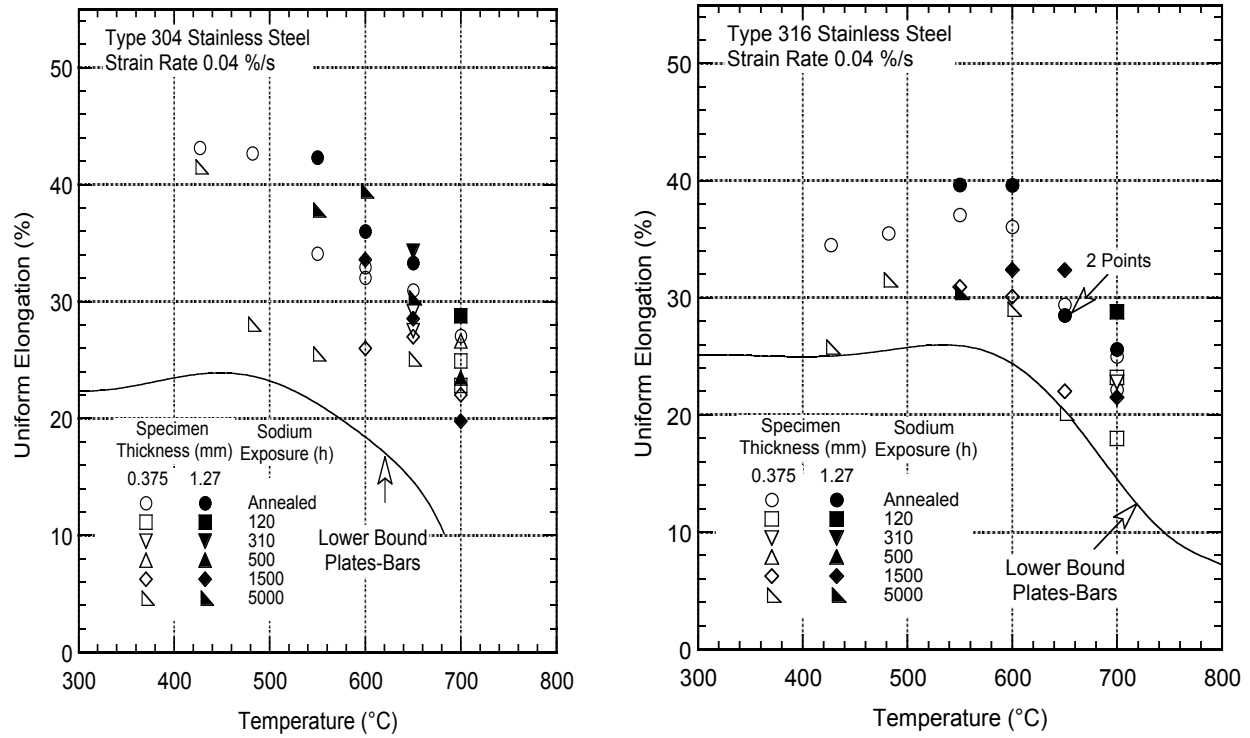 Type 304 Stainless Steel
Strain Rate 0.04 %/s
Uniform Elongation (%)
50
40
30
20
10
0
Specimen
Thickness (mm)
Sodium
Exposure (h)
0.375 1.27
Annealed
120
310
500
1500
5000
Lower Bound
Plates-Bars
300 400 500 600 700 800
Temperature (°C)
Type 316 Stainless Steel
Strain Rate 0.04 %/s
Uniform Elongation (%)
50
40
30
20
10
0
2 Points
Specimen
Thickness (mm)
Sodium
Exposure (h)
0.375 1.27
Annealed
120
310
500
1500
5000
Lower Bound
Plates-Bars
300 400 500 600 700 800
Temperature (°C)